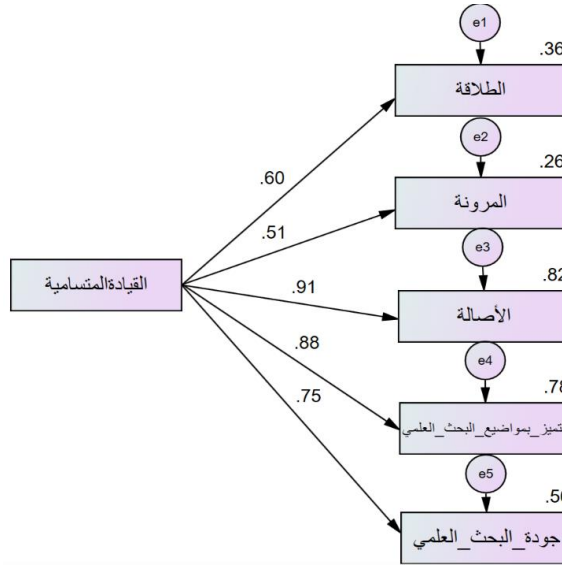 e1
.36
الطلاقة
e2
.60
.26
المرونة
.51
e3
.82
القيادةالمتسامية
.91
الأصالة
e4
.88
.78
تميز_بمواضيع_البحث_العلمي
.75
e5
.56
جودة_البحث_العلمي